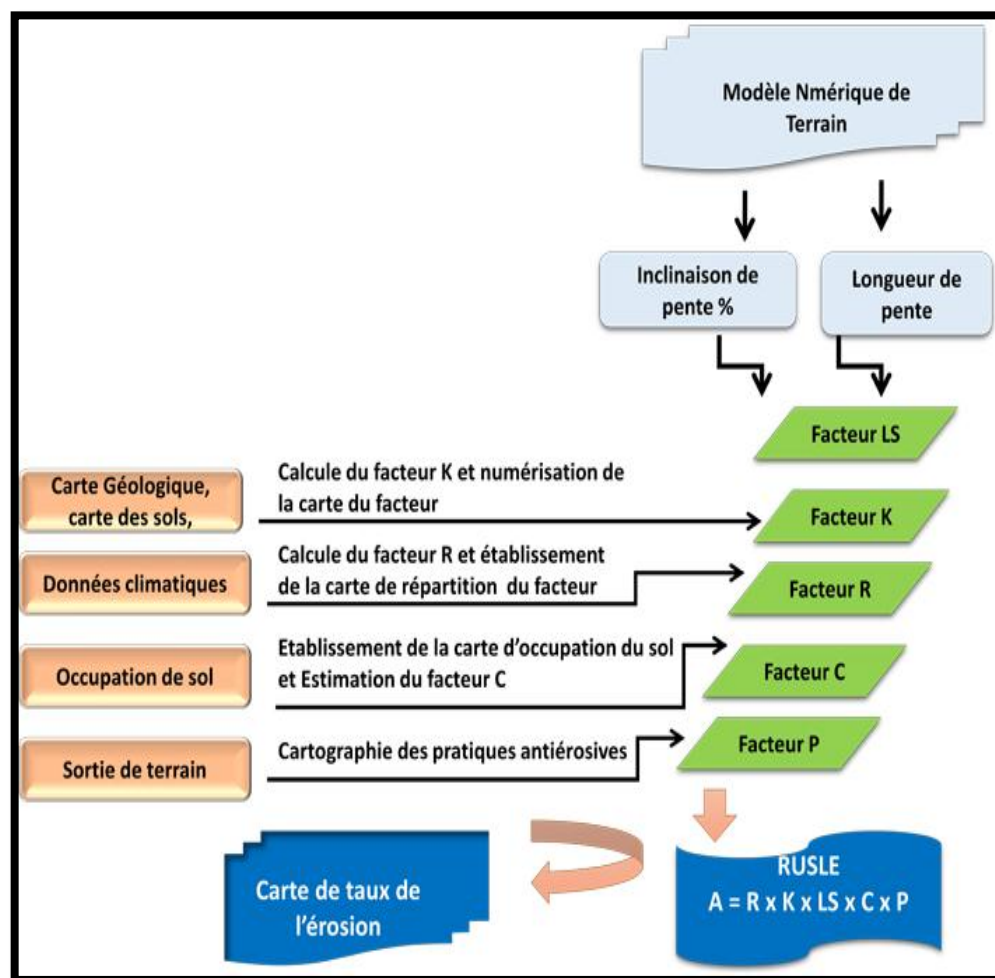 Modèle Nmérique de
Terrain
Inclinaison de
pente %
Longueur de
pente
Facteur LS
Carte Géologique,
carte des sols,
Calcule du facteur K et numérisation de
la carte du facteur
Facteur K
Données climatiques
Calcule du facteur R et établissement
de la carte de répartition du facteur
Facteur R
Occupation de sol
Etablissement de la carte d'occupation du sol
et Estimation du facteur C
Facteur C
Sortie de terrain
Cartographie des pratiques antiérosives
Facteur P
Carte de taux de
l'érosion
RUSLE
A = R x K x LS x C x P